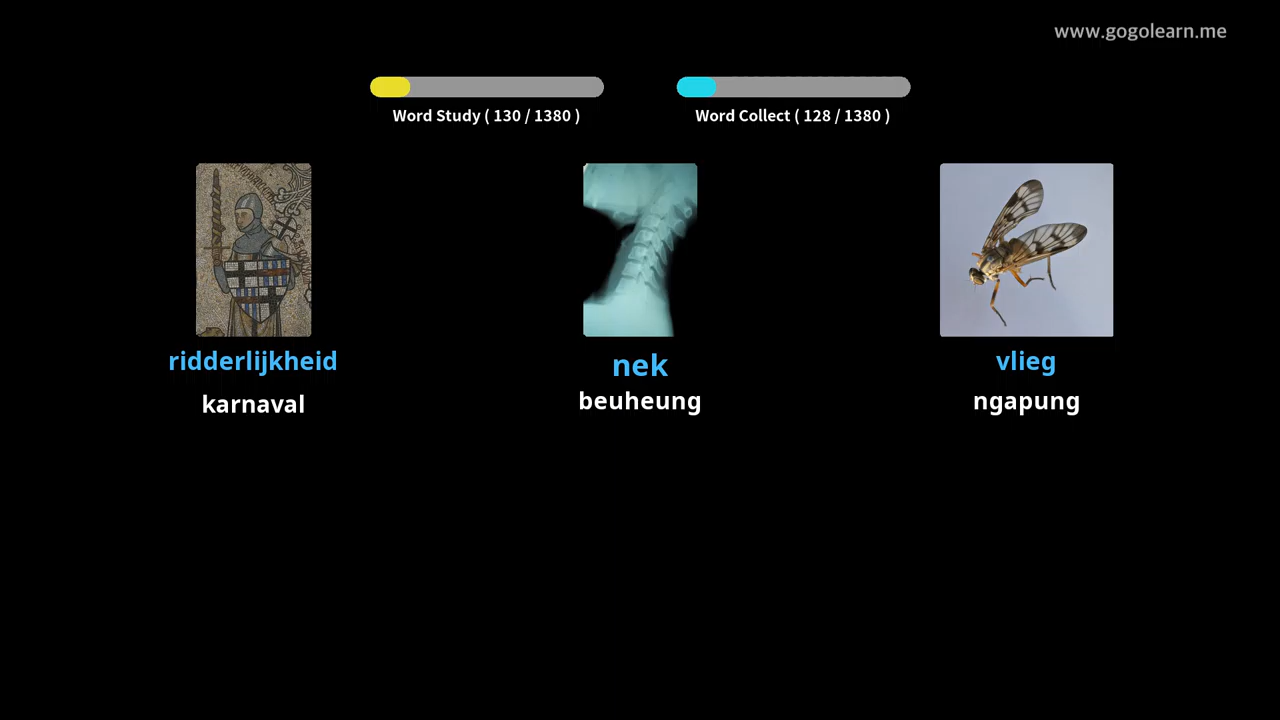 www.gogolearn.me
Word Study ( 130 / 1380 )
Word Collect ( 128 / 1380 )
ridderlijkheid
karnaval
nek
beuheung
vlieg
ngapung